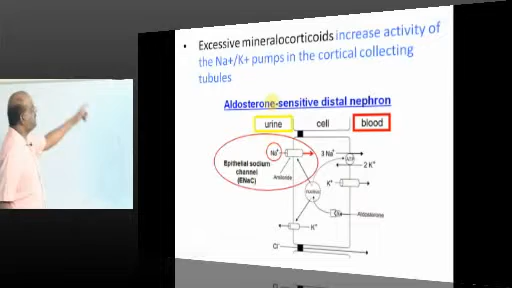 • Excessive mineralocorticoids increase activity of
the Na+/K+ pumps in the cortical collecting
tubules
Aldosterone-sensitive distal nephron
urine cell blood
Na⁺ 3 Na⁺
2 K⁺
Epithelial sodium
channel
(ENaC)
Amiloride
K⁺
Aldosterone
K⁺
Cl⁻